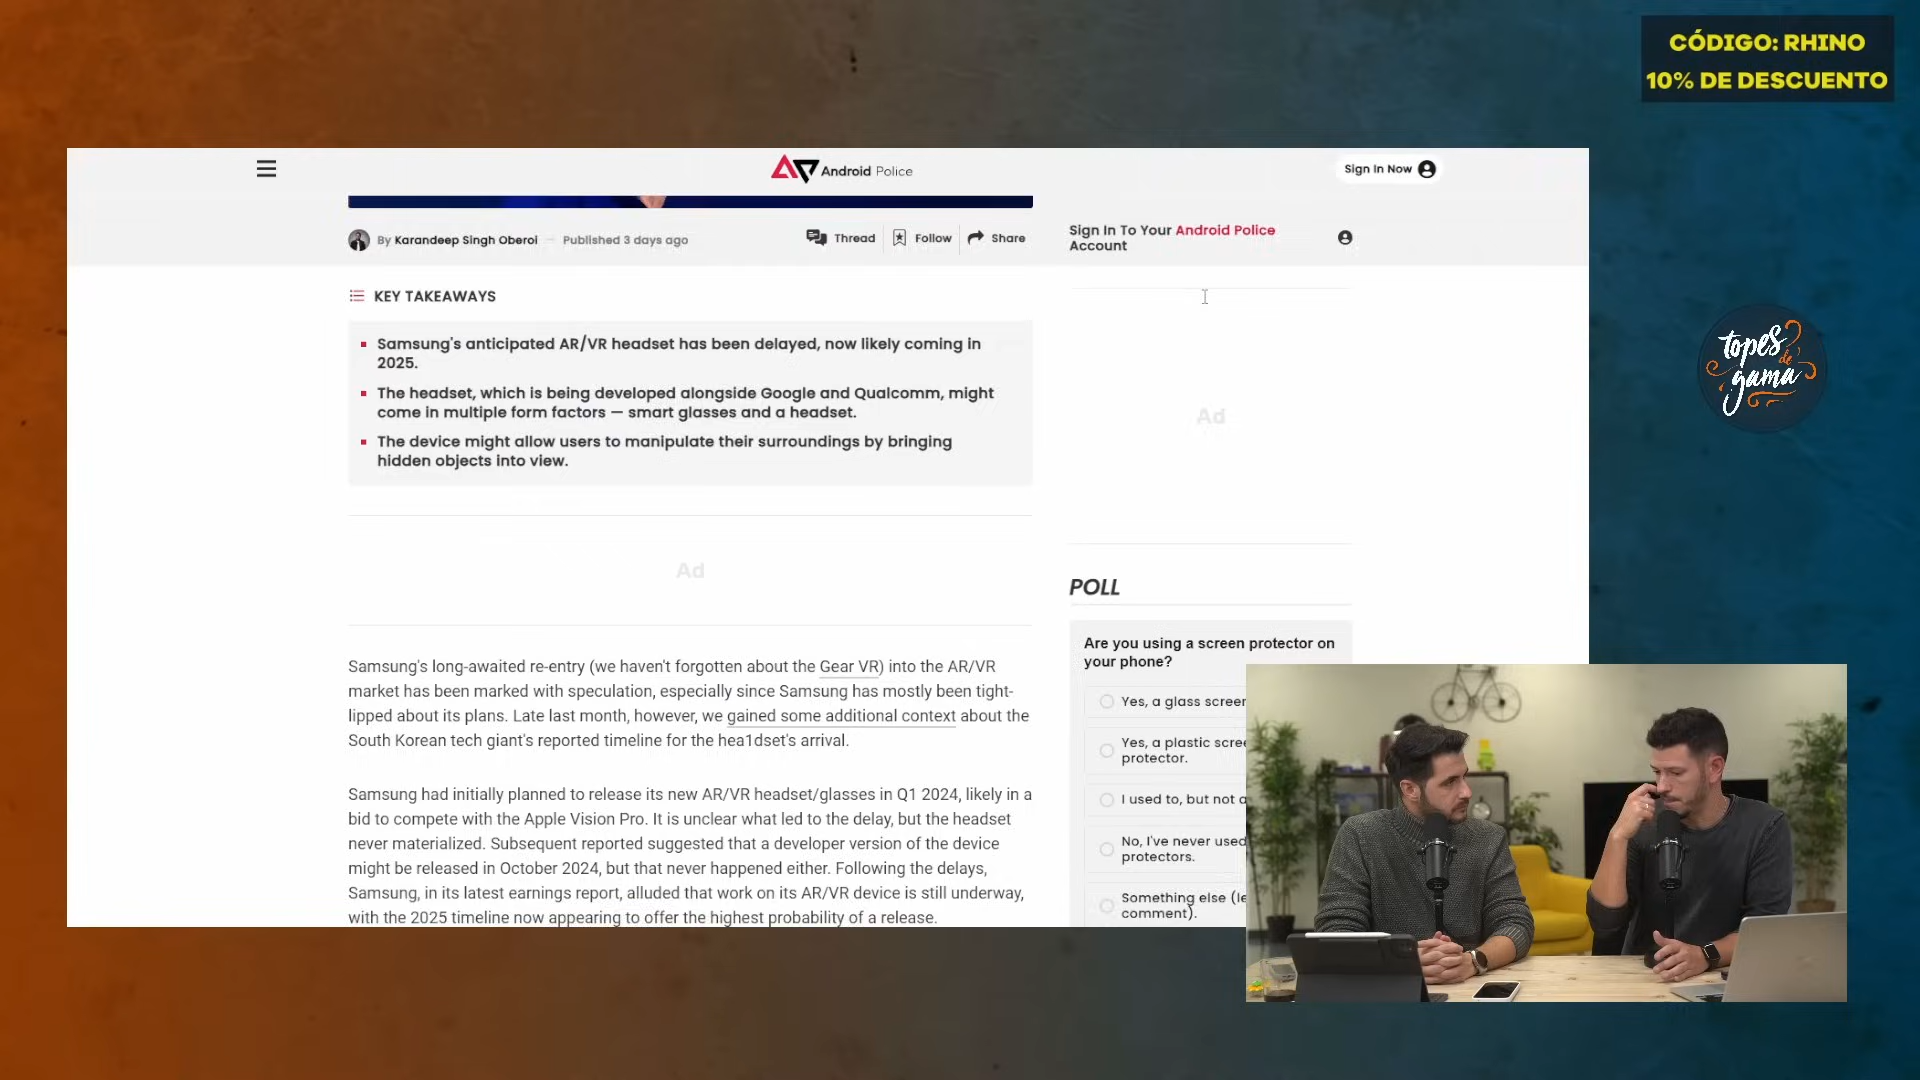 CÓDIGO: RHINO
10% DE DESCUENTO
Android Police
Sign In Now
By Karandeep Singh Oberoi — Published 3 days ago
Thread
Follow
Share
Sign In To Your Android Police
Account
KEY TAKEAWAYS
Samsung's anticipated AR/VR headset has been delayed, now likely coming in
2025.
The headset, which is being developed alongside Google and Qualcomm, might
come in multiple form factors — smart glasses and a headset.
The device might allow users to manipulate their surroundings by bringing
hidden objects into view.
Ad
Samsung's long-awaited re-entry (we haven't forgotten about the Gear VR) into the AR/VR
market has been marked with speculation, especially since Samsung has mostly been tight-
lipped about its plans. Late last month, however, we gained some additional context about the
South Korean tech giant's reported timeline for the hea1dset's arrival.
Samsung had initially planned to release its new AR/VR headset/glasses in Q1 2024, likely in a
bid to compete with the Apple Vision Pro. It is unclear what led to the delay, but the headset
never materialized. Subsequent reported suggested that a developer version of the device
might be released in October 2024, but that never happened either. Following the delays,
Samsung, in its latest earnings report, alluded that work on its AR/VR device is still underway,
with the 2025 timeline now appearing to offer the highest probability of a release.
Ad
POLL
Are you using a screen protector on
your phone?
Yes, a glass screen
Yes, a plastic scree
protector.
I used to, but not a
No, I've never used
protectors.
Something else (le
comment).
topes
de
gama